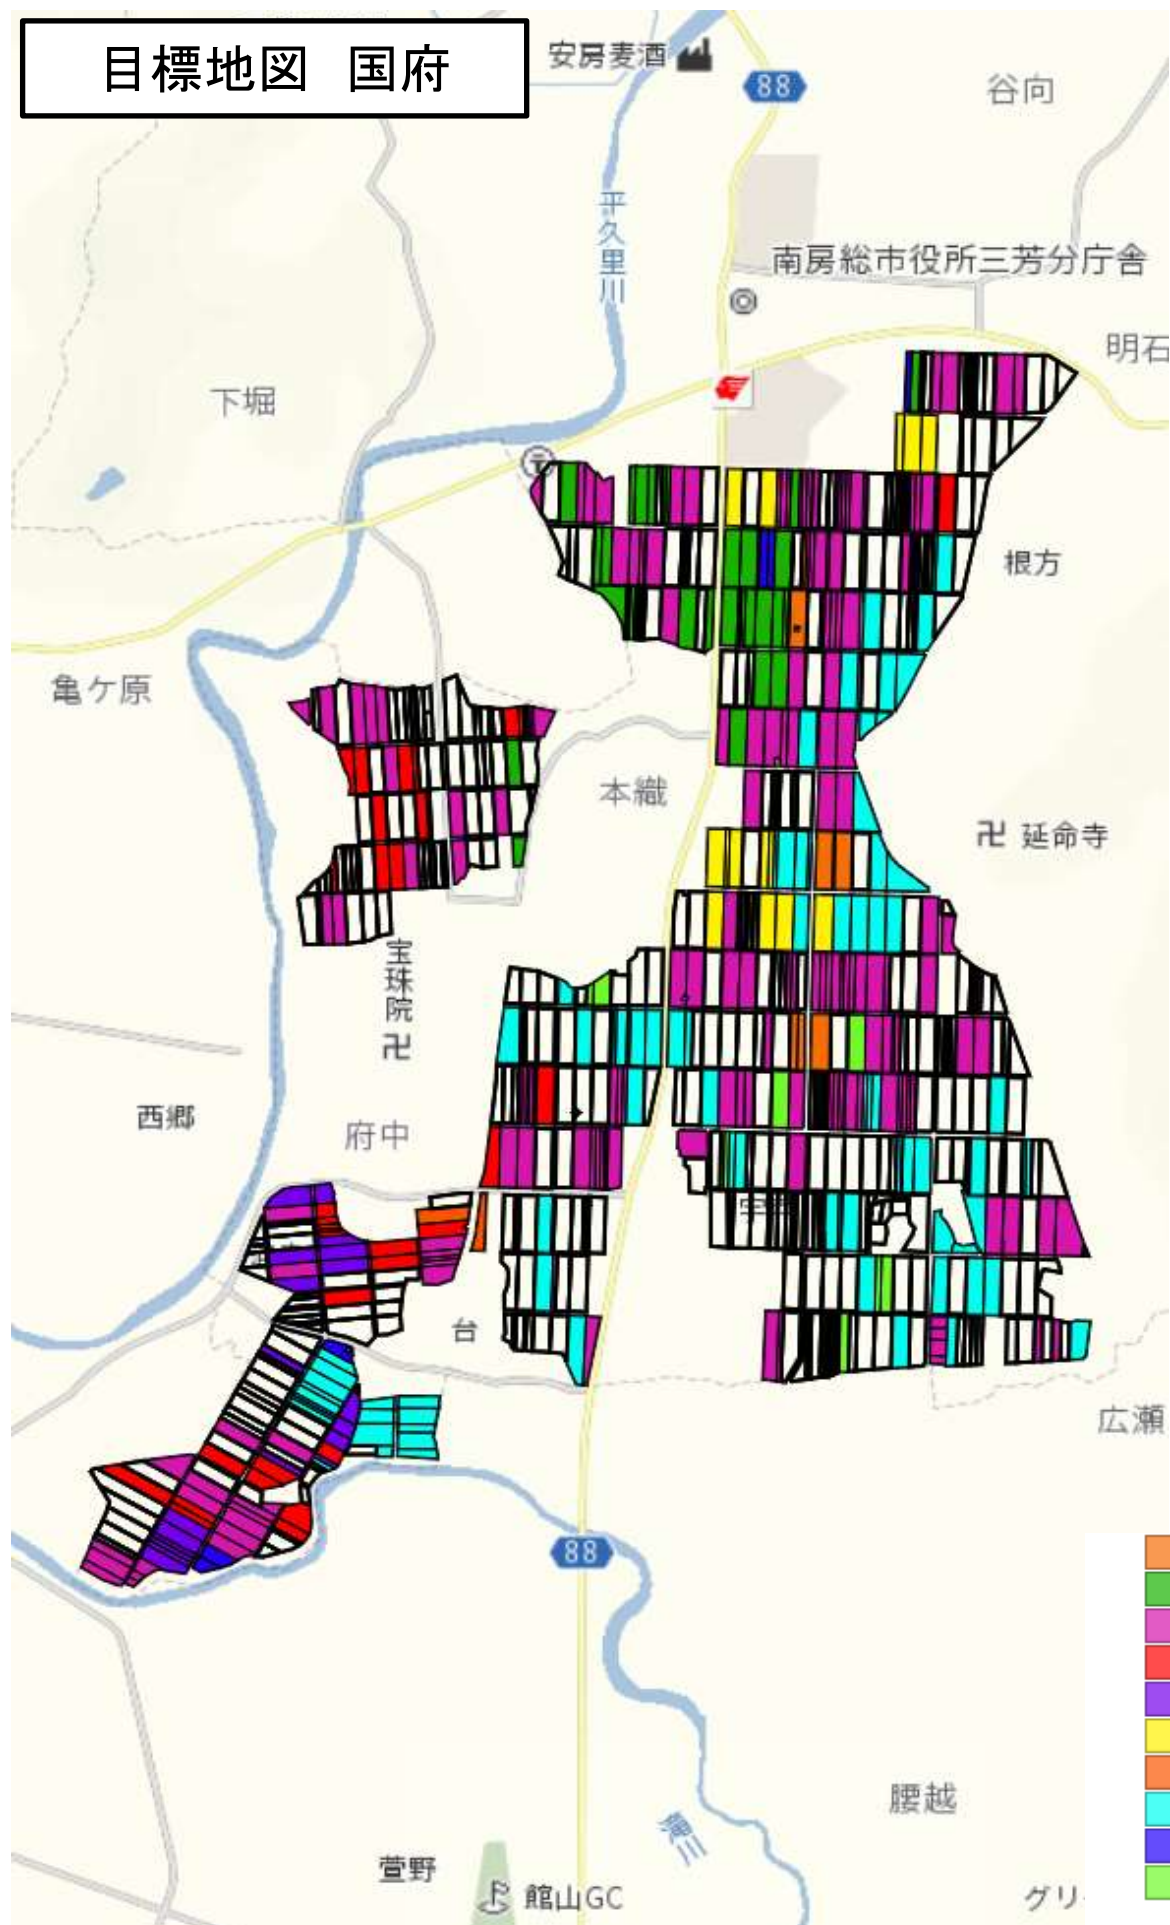 目標地図　国府
安房麦酒
88
谷向
平久里川
南房総市役所三芳分庁舎
明石
下堀
根方
亀ケ原
本織
延命寺
宝珠院
西郷
府中
台
広瀬
88
腰越
滝川
萱野
館山GC
グリ